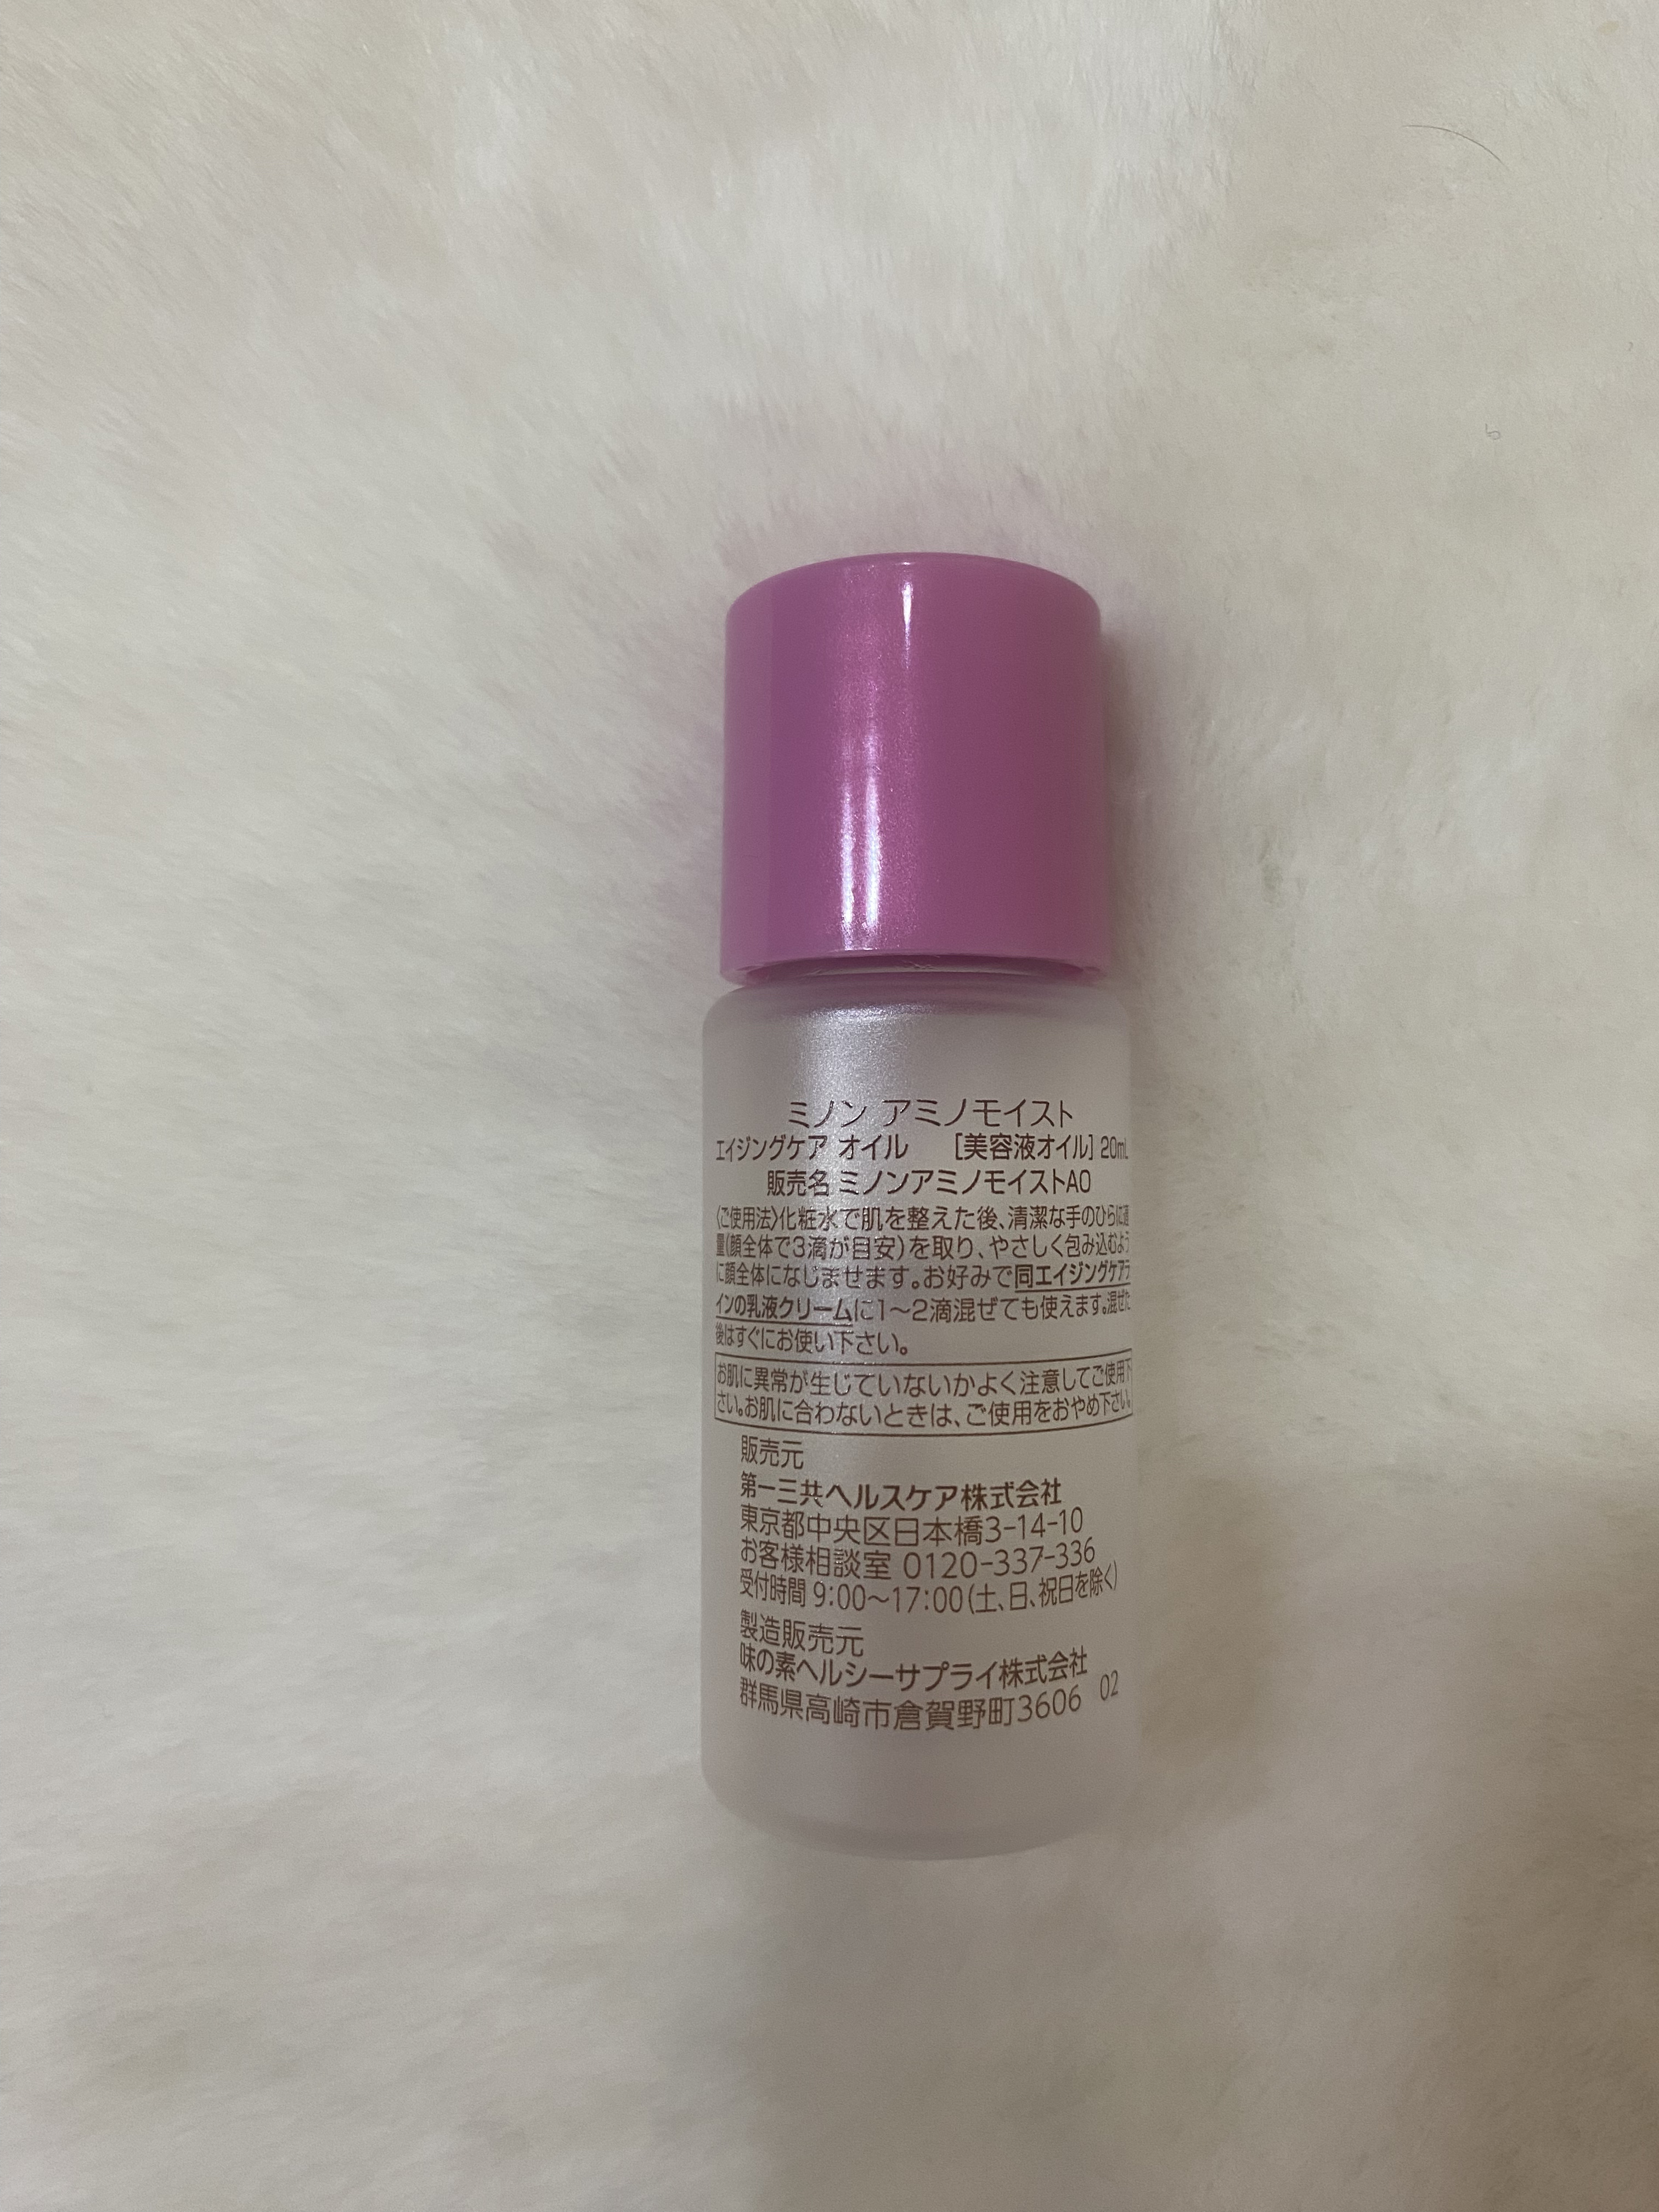 ミノン アミノモイスト
エイジングケア オイル [美容液オイル] 20mL
販売名 ミノンアミノモイストAO
〈ご使用法〉化粧水で肌を整えた後、清潔な手のひらに適
量(顔全体で3滴が目安)を取り、やさしく包み込むよう
に顔全体になじませます。お好みで同エイジングケアラ
インの乳液クリームに1〜2滴混ぜても使えます。混ぜた
後はすぐにお使い下さい。
お肌に異常が生じていないかよく注意してご使用下
さい。お肌に合わないときは、ご使用をおやめ下さい。
販売元
第一三共ヘルスケア株式会社
東京都中央区日本橋3-14-10
お客様相談室 0120-337-336
受付時間 9:00〜17:00(土、日、祝日を除く)
製造販売元
味の素ヘルシーサプライ株式会社
群馬県高崎市倉賀野町3606 02